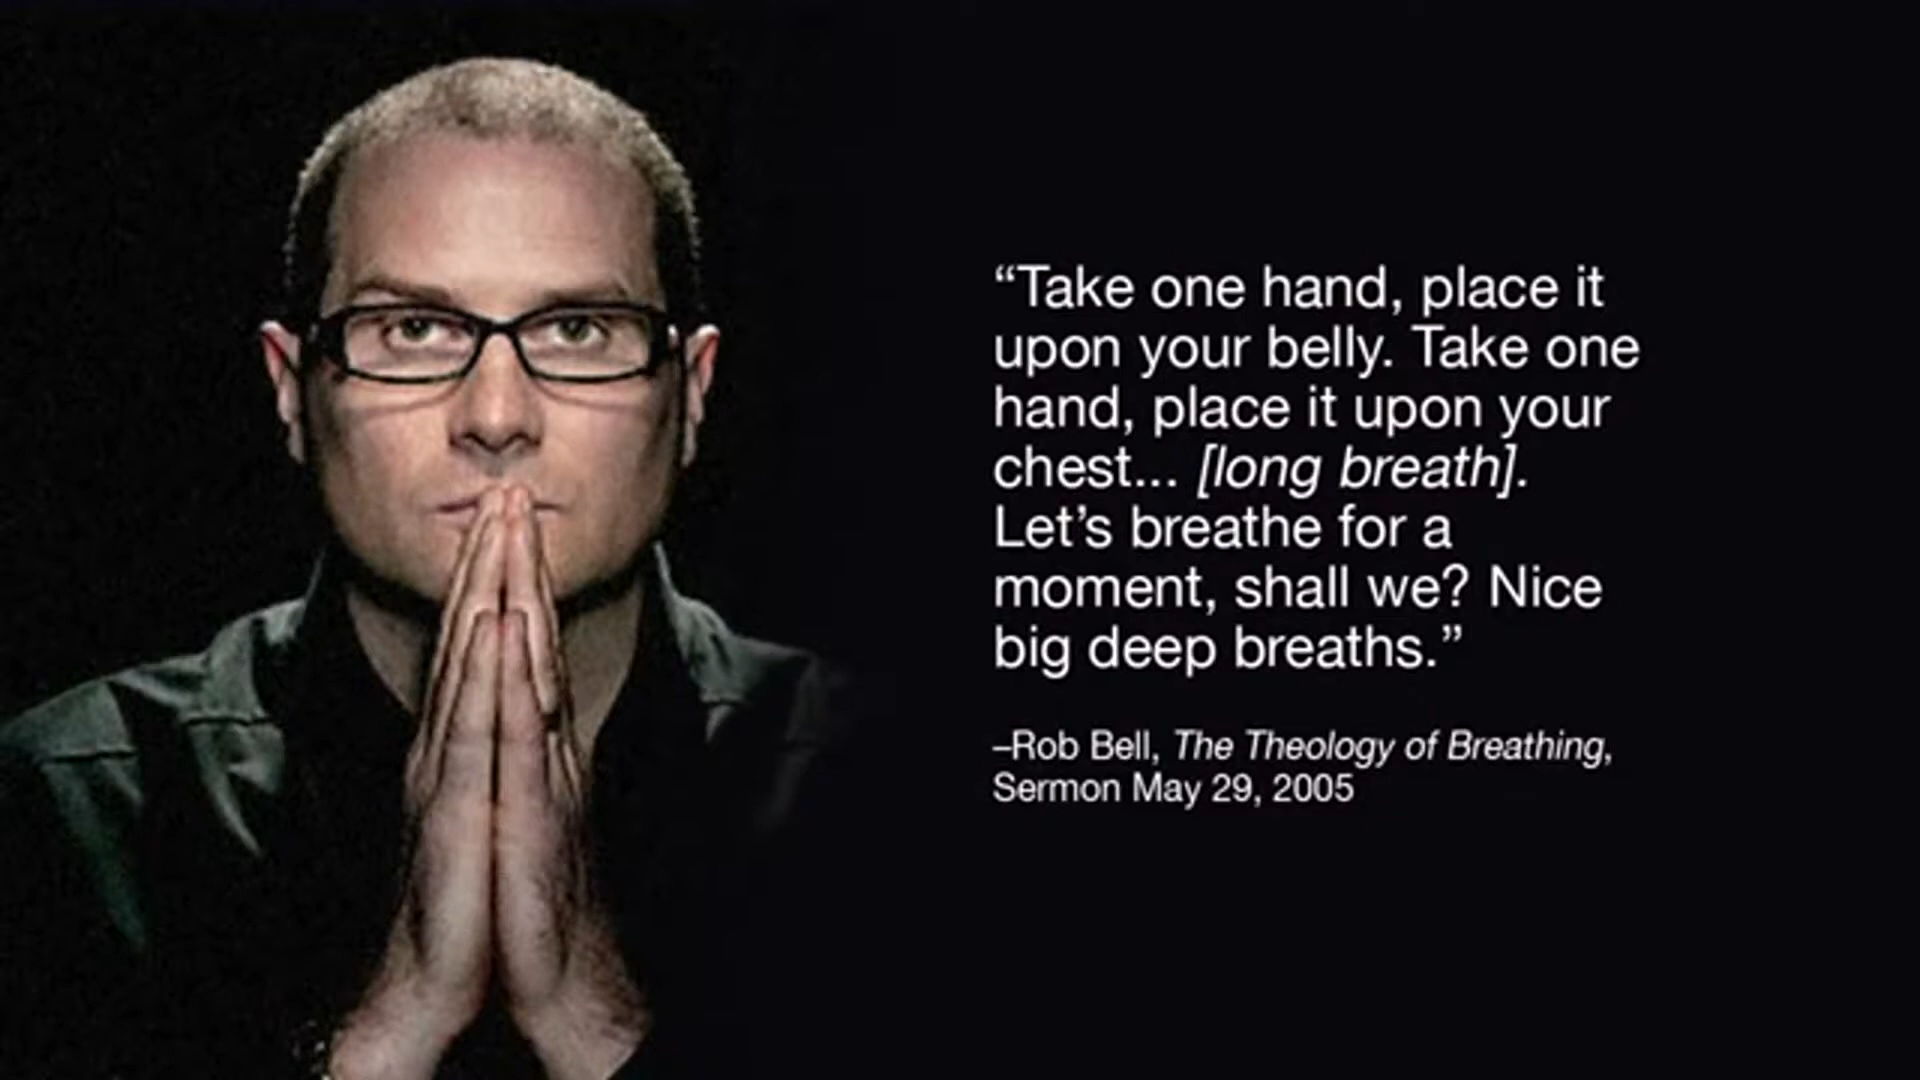 “Take one hand, place it
upon your belly. Take one
hand, place it upon your
chest... [long breath].
Let’s breathe for a
moment, shall we? Nice
big deep breaths.”
–Rob Bell, The Theology of Breathing,
Sermon May 29, 2005